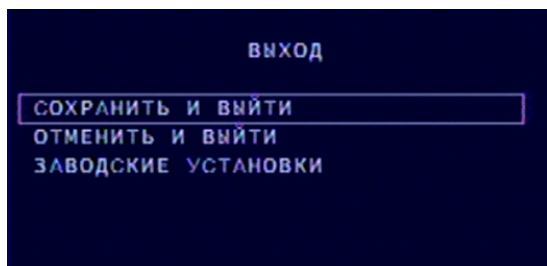 ВЫХОД
СОХРАНИТЬ И ВЫЙТИ
ОТМЕНИТЬ И ВЫЙТИ
ЗАВОДСКИЕ УСТАНОВКИ